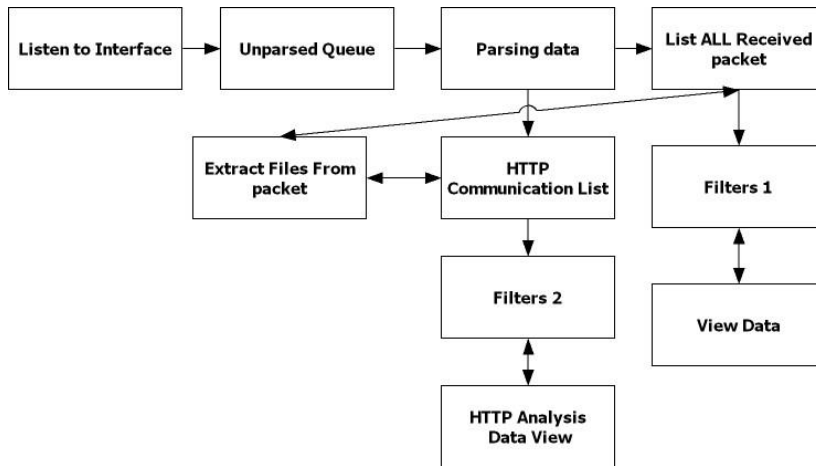 Listen to Interface
Unparsed Queue
Parsing data
List ALL Received
packet
Extract Files From
packet
HTTP
Communication List
Filters 1
Filters 2
View Data
HTTP Analysis
Data View